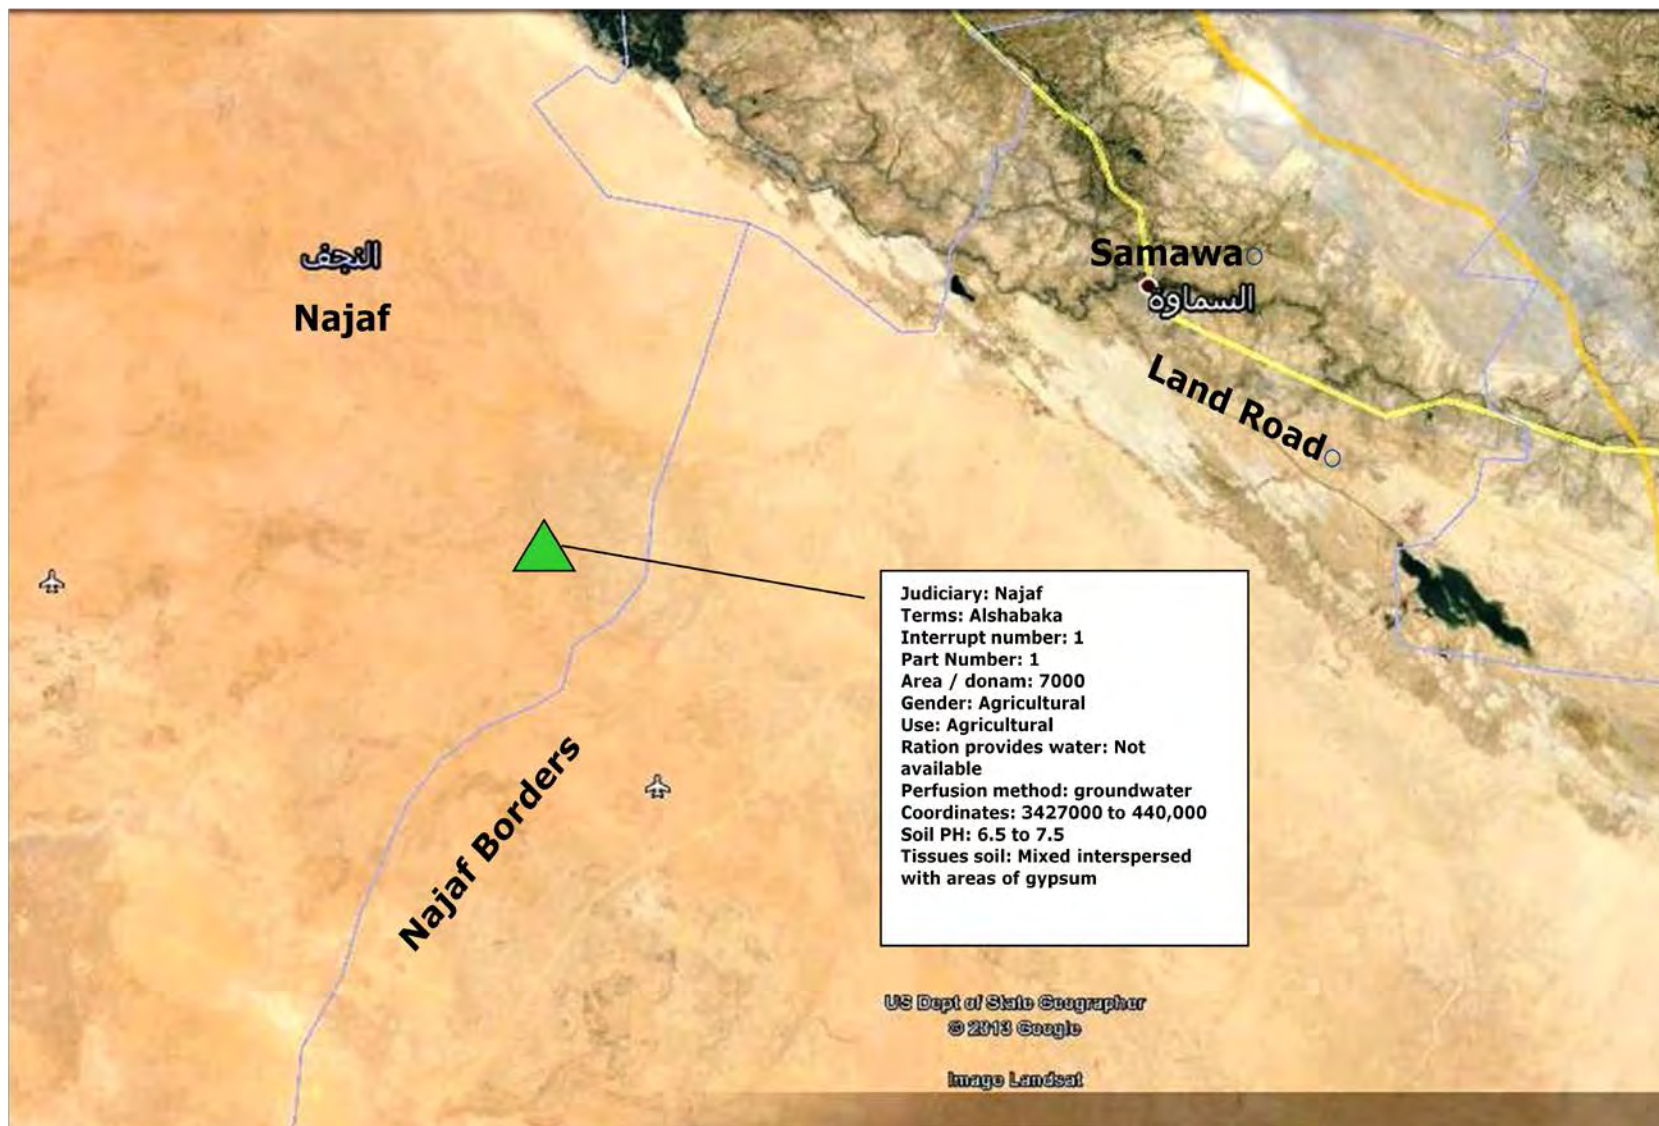 النجف
Najaf
Samawa
السماوة
Land Road
Najaf Borders
Judiciary: Najaf
Terms: Alshabaka
Interrupt number: 1
Part Number: 1
Area / donam: 7000
Gender: Agricultural
Use: Agricultural
Ration provides water: Not
available
Perfusion method: groundwater
Coordinates: 3427000 to 440,000
Soil PH: 6.5 to 7.5
Tissues soil: Mixed interspersed
with areas of gypsum
US Dept of State Geographer
© 2013 Google
Image Landsat